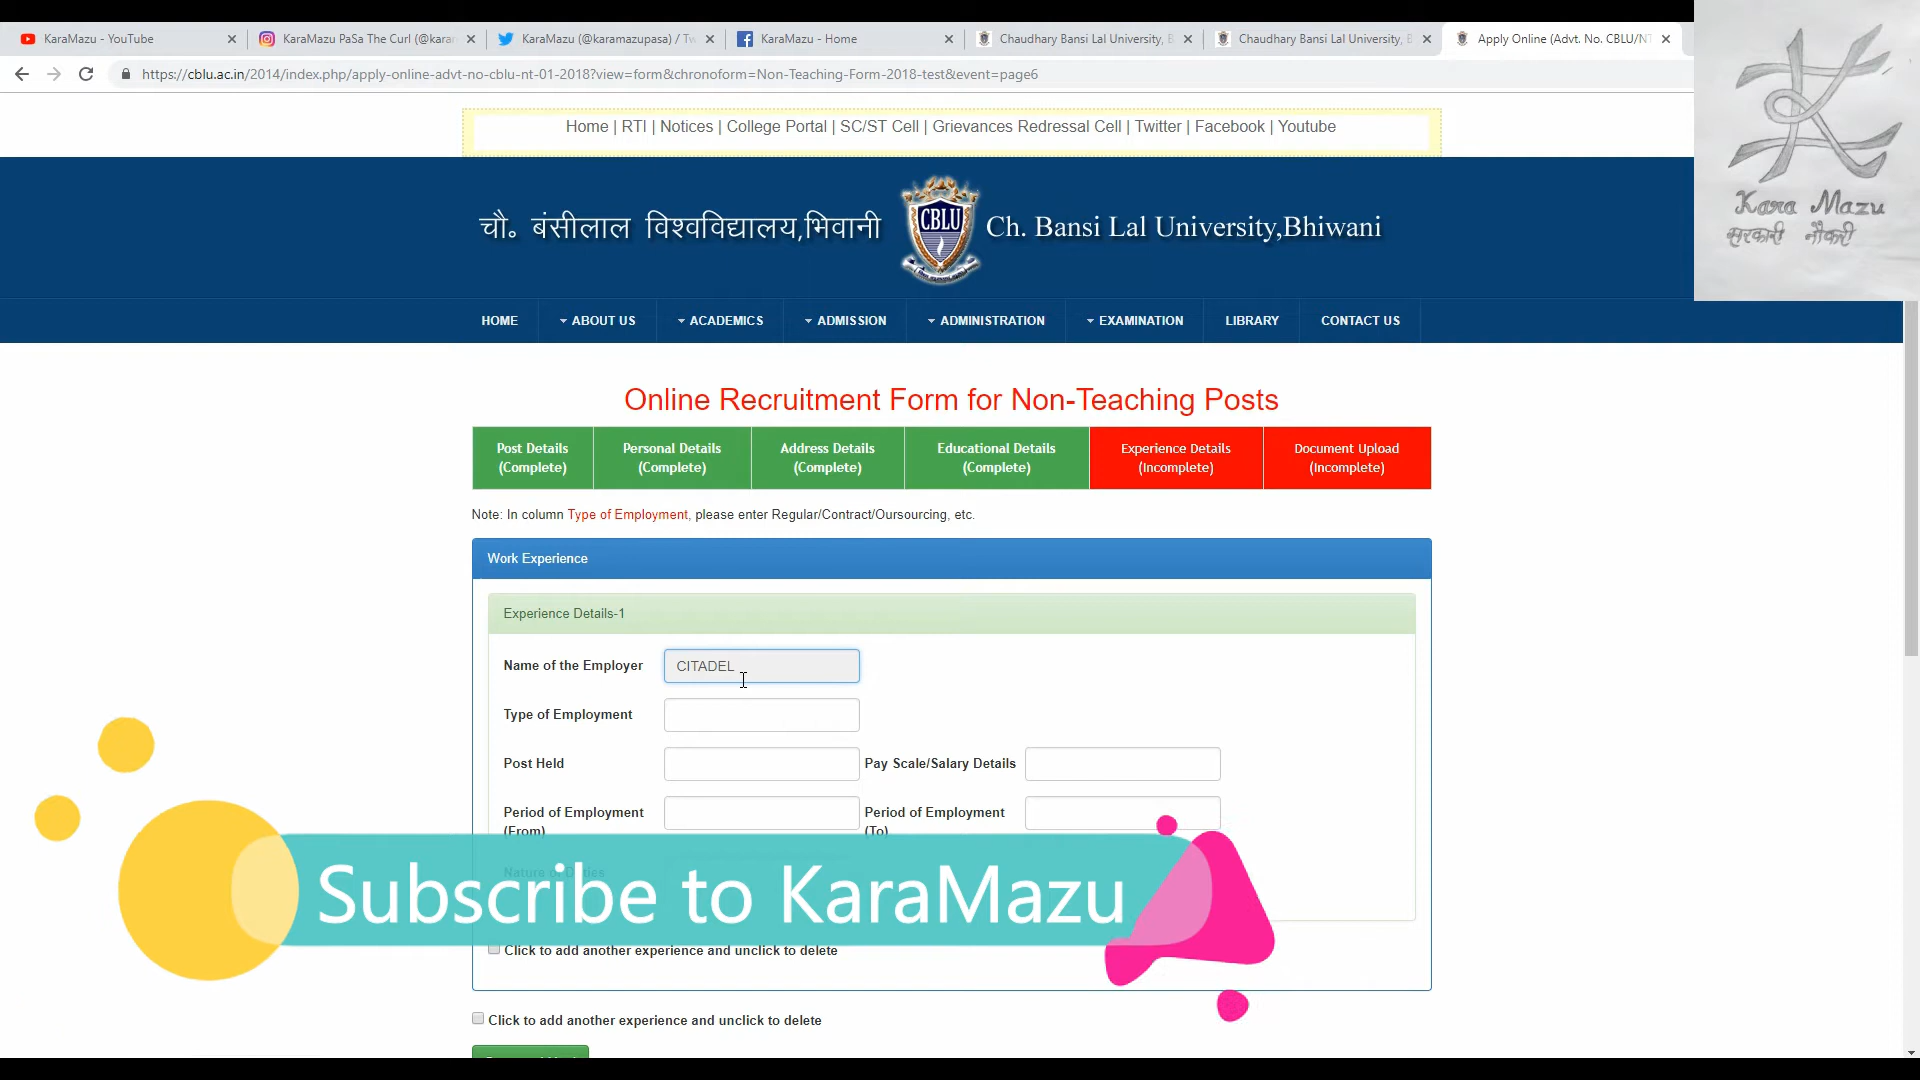 KaraMazu - YouTube
KaraMazu PaSa The Curl (@karan
KaraMazu (@karamazupasa) / Tw
KaraMazu - Home
Chaudhary Bansi Lal University, B
Chaudhary Bansi Lal University, B
Apply Online (Advt. No. CBLU/NT
https://cblu.ac.in/2014/index.php/apply-online-advt-no-cblu-nt-01-2018?view=form&chronoform=Non-Teaching-Form-2018-test&event=page6
Kara Mazu
सरकारी नौकरी
Home | RTI | Notices | College Portal | SC/ST Cell | Grievances Redressal Cell | Twitter | Facebook | Youtube
चौ॰ बंसीलाल विश्वविद्यालय,भिवानी
CBLU
Ch. Bansi Lal University,Bhiwani
HOME
ABOUT US
ACADEMICS
ADMISSION
ADMINISTRATION
EXAMINATION
LIBRARY
CONTACT US
Online Recruitment Form for Non-Teaching Posts
Post Details
(Complete)
Personal Details
(Complete)
Address Details
(Complete)
Educational Details
(Complete)
Experience Details
(Incomplete)
Document Upload
(Incomplete)
Note: In column Type of Employment, please enter Regular/Contract/Oursourcing, etc.
Work Experience
Experience Details-1
Name of the Employer
CITADEL
Type of Employment
Post Held
Pay Scale/Salary Details
Period of Employment
(From)
Period of Employment
(To)
Nature of Duties
Subscribe to KaraMazu
Click to add another experience and unclick to delete
Click to add another experience and unclick to delete